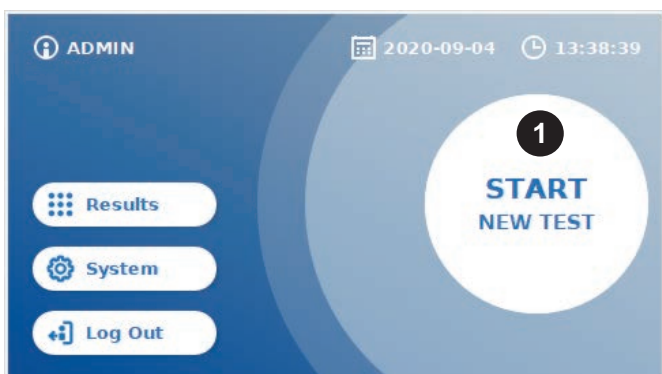 ADMIN 2020-09-04 13:38:39
1
START
NEW TEST
Results
System
Log Out